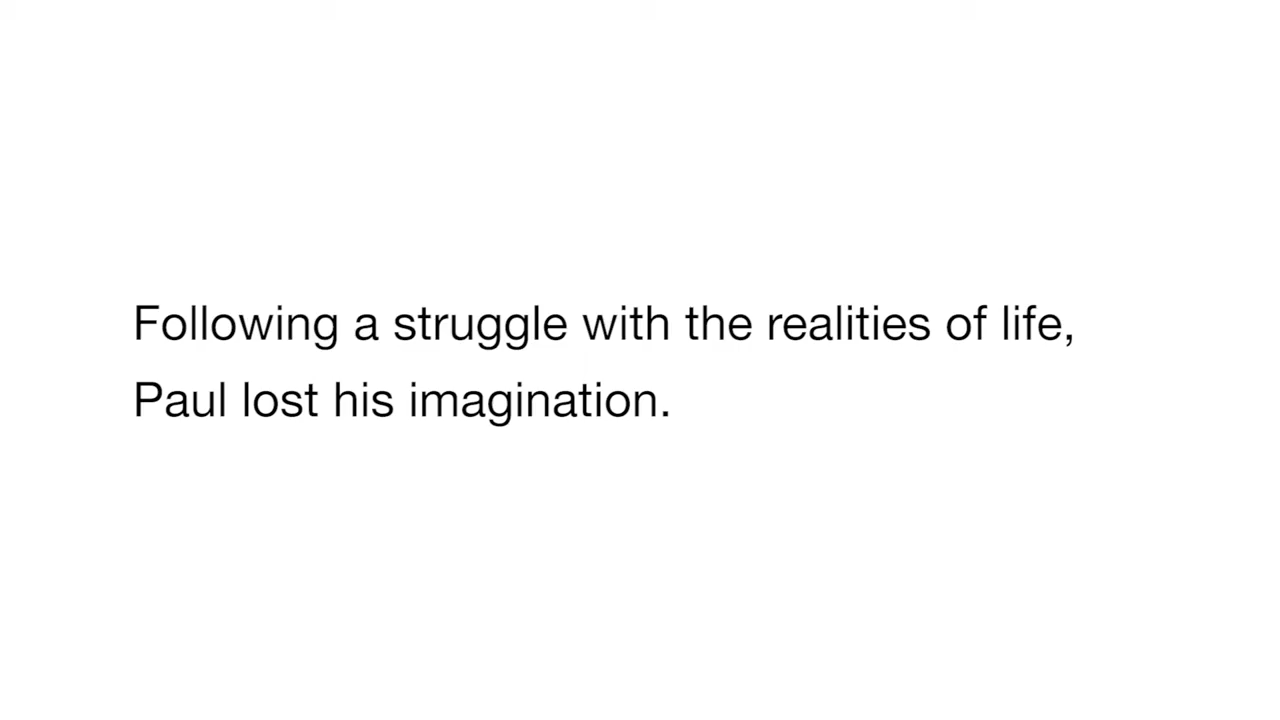 Following a struggle with the realities of life,
Paul lost his imagination.